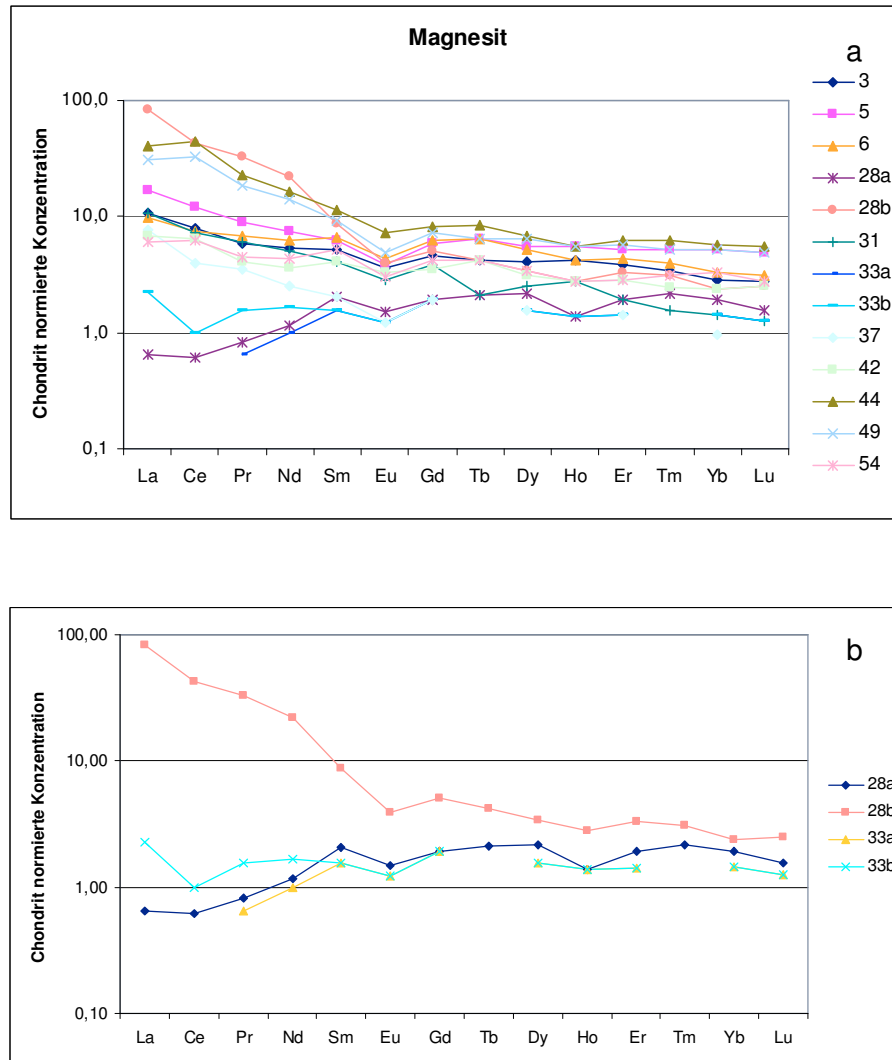 Magnesit
a
Chondrit normierte Konzentration
100,0
10,0
1,0
0,1
La Ce Pr Nd Sm Eu Gd Tb Dy Ho Er Tm Yb Lu
3
5
6
28a
28b
31
33a
33b
37
42
44
49
54
b
Chondrit normierte Konzentration
100,00
10,00
1,00
0,10
La Ce Pr Nd Sm Eu Gd Tb Dy Ho Er Tm Yb Lu
28a
28b
33a
33b